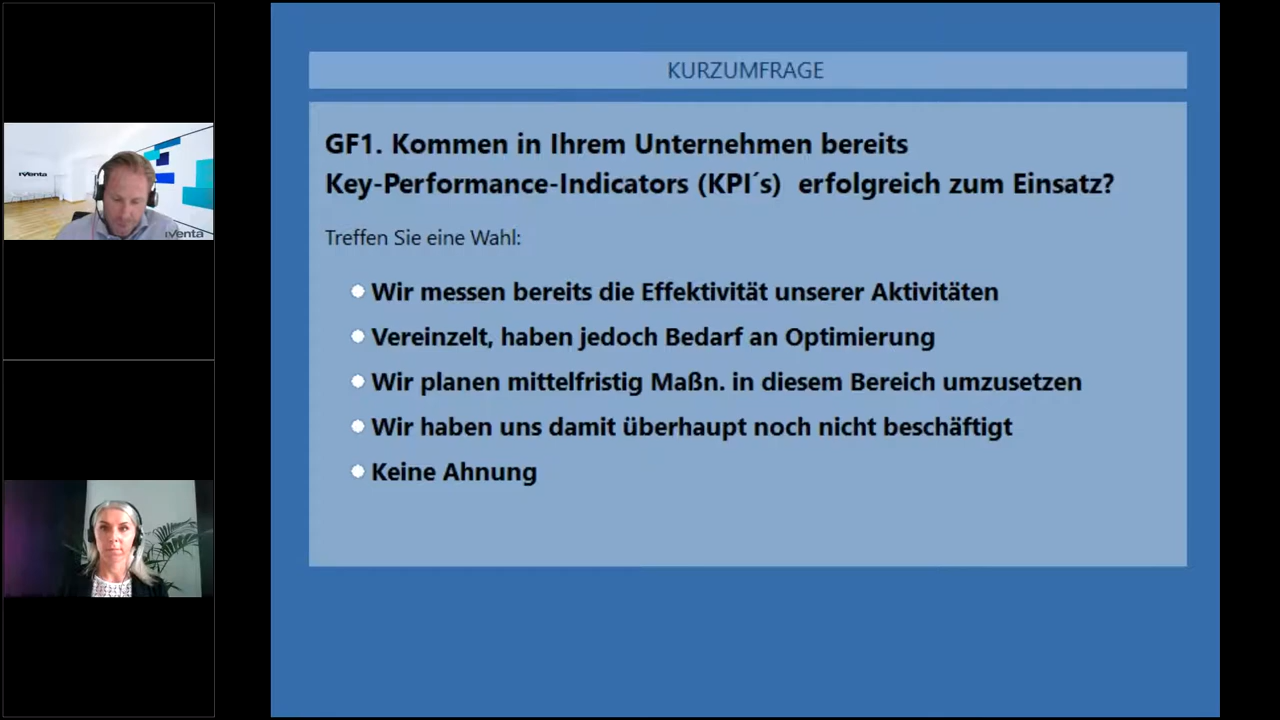 iventa
iventa
KURZUMFRAGE
GF1. Kommen in Ihrem Unternehmen bereits
Key-Performance-Indicators (KPI´s) erfolgreich zum Einsatz?
Treffen Sie eine Wahl:
Wir messen bereits die Effektivität unserer Aktivitäten
Vereinzelt, haben jedoch Bedarf an Optimierung
Wir planen mittelfristig Maßn. in diesem Bereich umzusetzen
Wir haben uns damit überhaupt noch nicht beschäftigt
Keine Ahnung